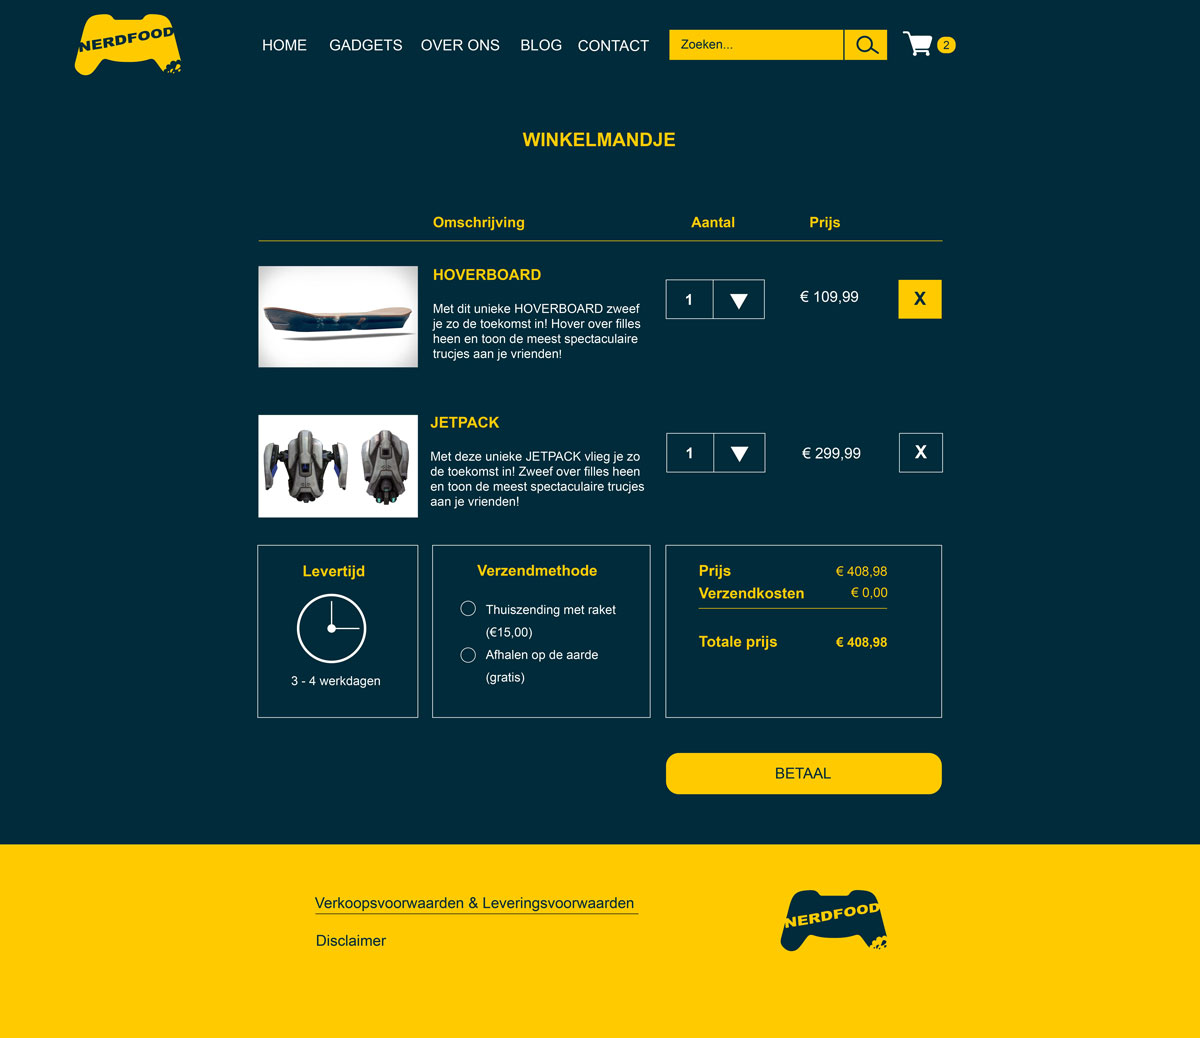 NERDFOOD
HOME GADGETS OVER ONS BLOG CONTACT
Zoeken...
2
WINKELMANDJE
Omschrijving Aantal Prijs
HOVERBOARD
Met dit unieke HOVERBOARD zweef
je zo de toekomst in! Hover over filles
heen en toon de meest spectaculaire
trucjes aan je vrienden!
1
€ 109,99
X
JETPACK
Met deze unieke JETPACK vlieg je zo
de toekomst in! Zweef over filles heen
en toon de meest spectaculaire trucjes
aan je vrienden!
1
€ 299,99
X
Levertijd
3 - 4 werkdagen
Verzendmethode
Thuiszending met raket
(€15,00)
Afhalen op de aarde
(gratis)
Prijs € 408,98
Verzendkosten € 0,00
Totale prijs € 408,98
BETAAL
Verkoopsvoorwaarden & Leveringsvoorwaarden
Disclaimer
NERDFOOD